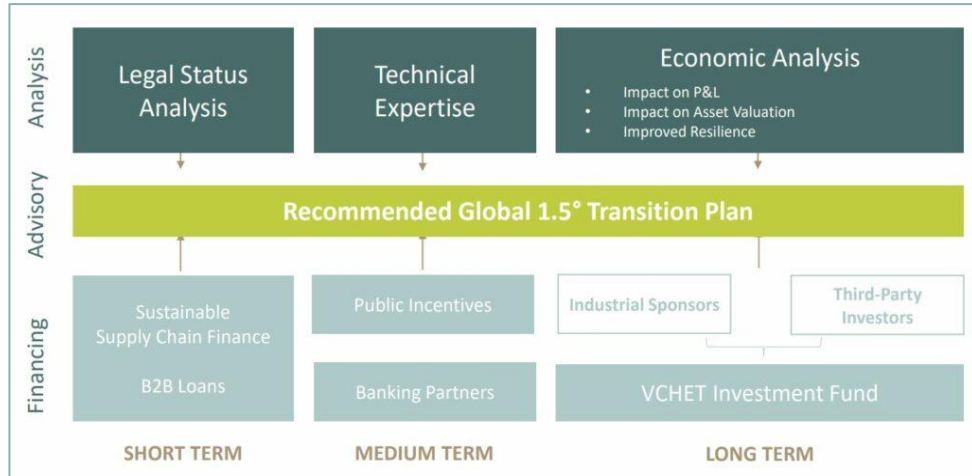 Analysis
Legal Status
Analysis
Technical
Expertise
Economic Analysis
• Impact on P&L
• Impact on Asset Valuation
• Improved Resilience
Advisory
Recommended Global 1.5° Transition Plan
Financing
Sustainable
Supply Chain Finance
B2B Loans
Public Incentives
Banking Partners
Industrial Sponsors
Third-Party
Investors
VCHET Investment Fund
SHORT TERM
MEDIUM TERM
LONG TERM